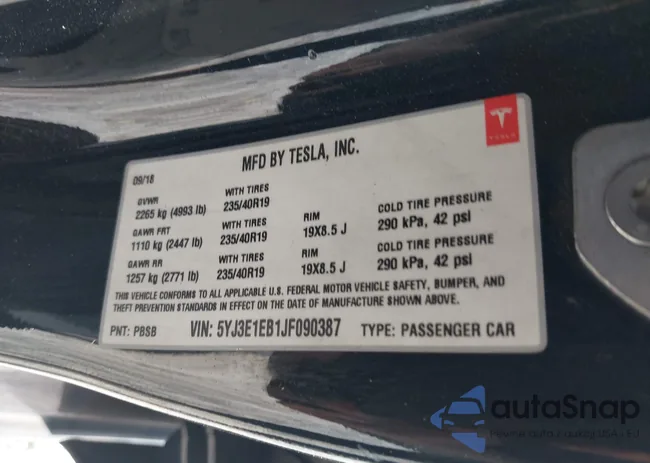 MFD BY TESLA, INC.
TESLA
09/18
GVWR WITH TIRES
2265 kg (4993 lb) 235/40R19
GAWR FRT WITH TIRES RIM COLD TIRE PRESSURE
1110 kg (2447 lb) 235/40R19 19X8.5 J 290 kPa, 42 psi
GAWR RR WITH TIRES RIM COLD TIRE PRESSURE
1257 kg (2771 lb) 235/40R19 19X8.5 J 290 kPa, 42 psi
THIS VEHICLE CONFORMS TO ALL APPLICABLE U.S. FEDERAL MOTOR VEHICLE SAFETY, BUMPER, AND
THEFT PREVENTION STANDARDS IN EFFECT ON THE DATE OF MANUFACTURE SHOWN ABOVE.
PNT: PBSB VIN: 5YJ3E1EB1JF090387 TYPE: PASSENGER CAR
autoSnap